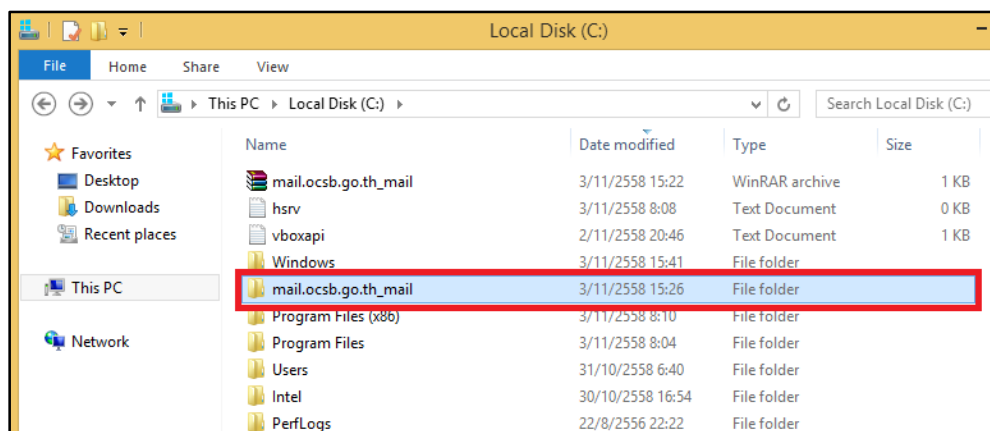 Local Disk (C:)
File Home Share View
This PC Local Disk (C:) Search Local Disk (C:)
Name Date modified Type Size
Favorites
Desktop
Downloads
Recent places
This PC
Network
mail.ocsb.go.th_mail 3/11/2558 15:22 WinRAR archive 1 KB
hsrv 3/11/2558 8:08 Text Document 0 KB
vboxapi 2/11/2558 20:46 Text Document 1 KB
Windows 3/11/2558 15:41 File folder
mail.ocsb.go.th_mail 3/11/2558 15:26 File folder
Program Files (x86) 3/11/2558 8:10 File folder
Program Files 3/11/2558 8:04 File folder
Users 31/10/2558 6:40 File folder
Intel 30/10/2558 16:54 File folder
PerfLogs 22/8/2556 22:22 File folder